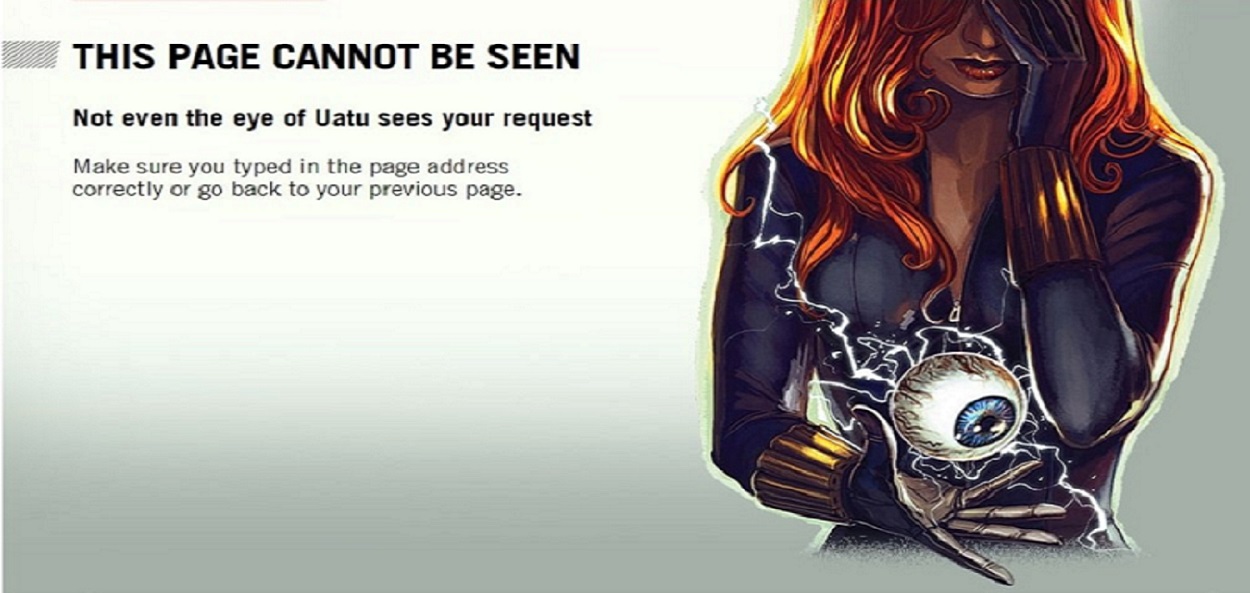 THIS PAGE CANNOT BE SEEN
Not even the eye of Uatu sees your request
Make sure you typed in the page address
correctly or go back to your previous page.